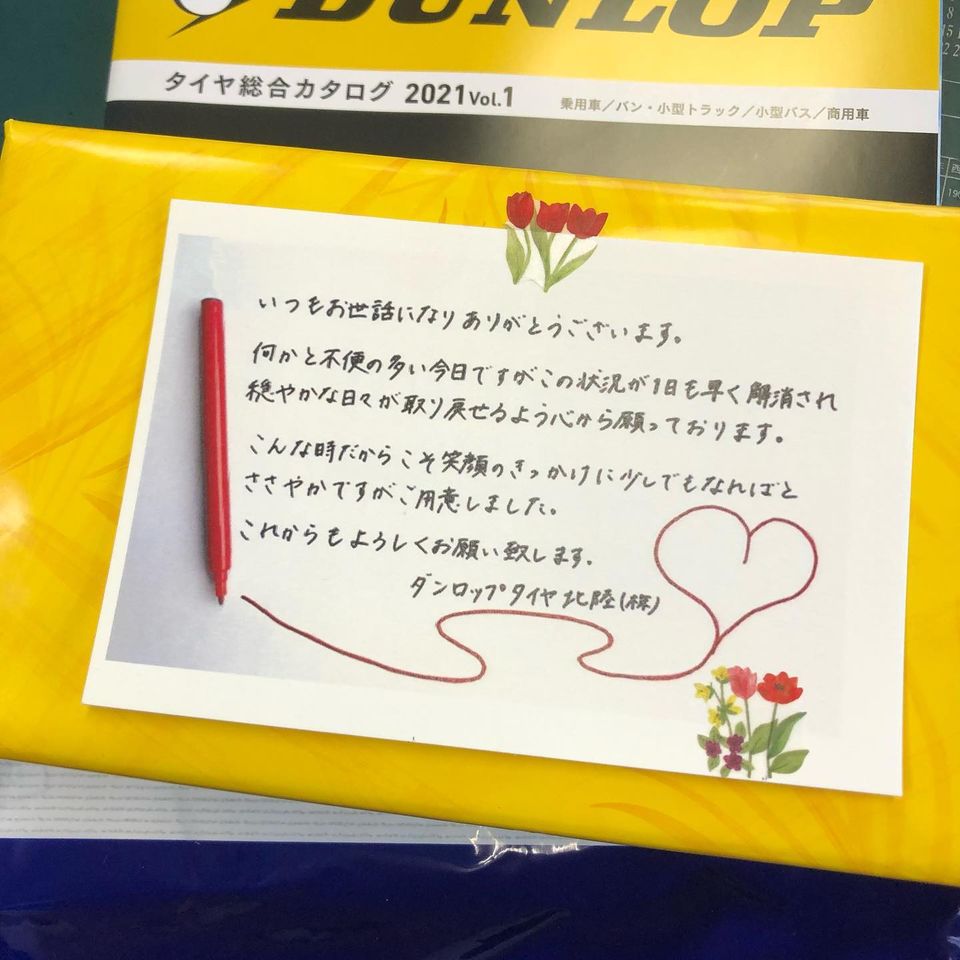 DUNLOP
タイヤ総合カタログ 2021 Vol.1
乗用車／バン・小型トラック／小型バス／商用車
いつもお世話になりありがとうございます。
何かと不便の多い今日ですがこの状況が1日も早く解消され
穏やかな日々が取り戻せるよう心から願っております。
こんな時だからこそ笑顔のきっかけに少しでもなればと
ささやかですがご用意しました。
これからもよろしくお願い致します。
ダンロップタイヤ北陸(株)